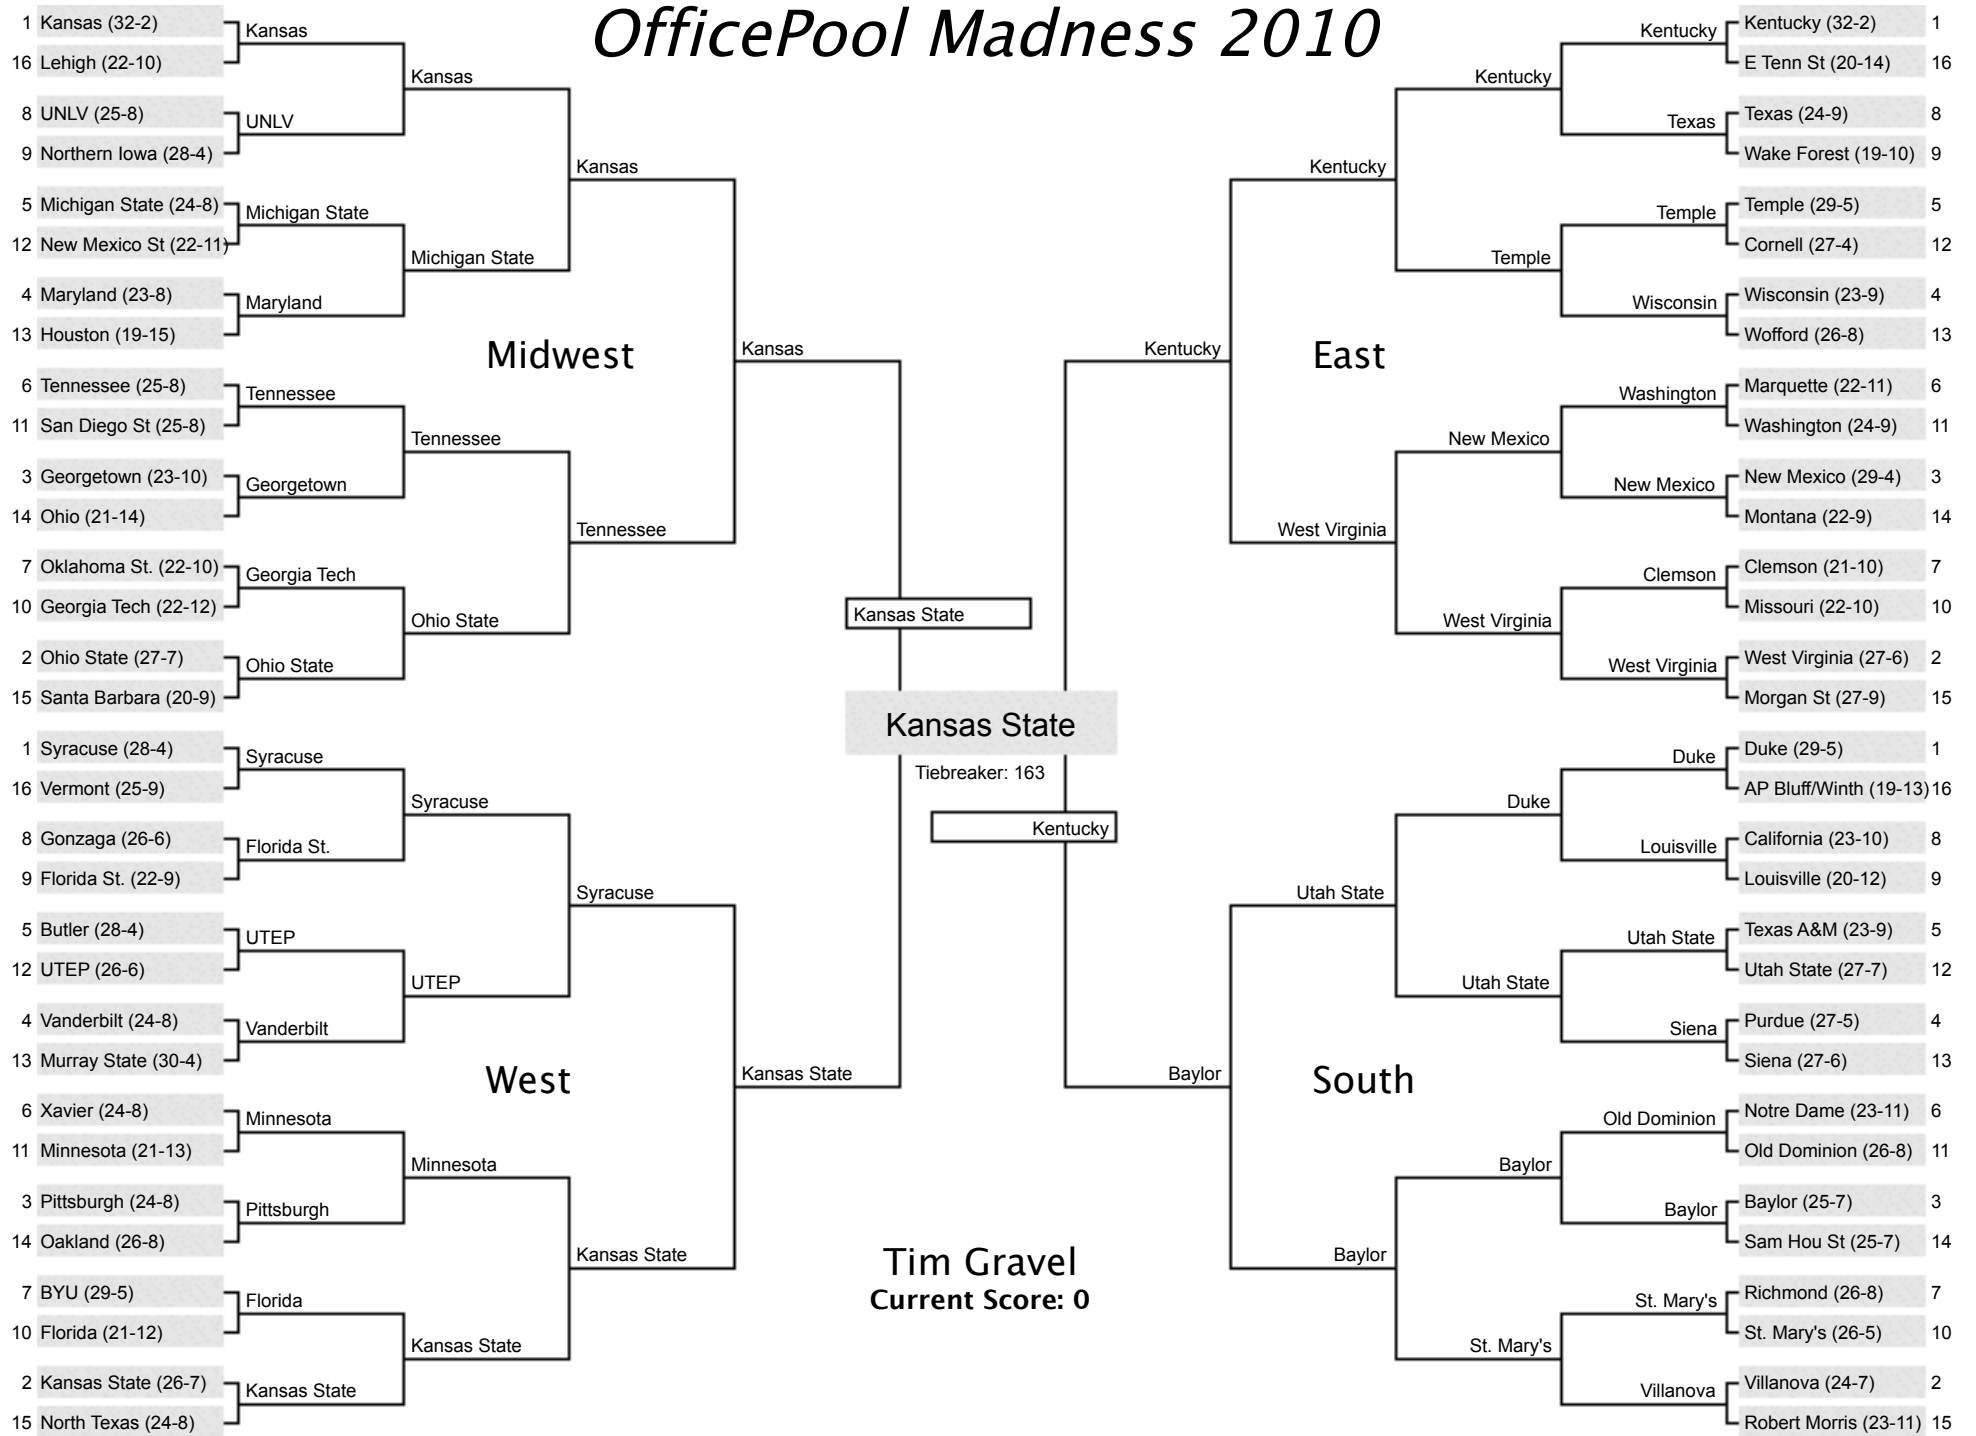 OfficePool Madness 2010
1 Kansas (32-2)
16 Lehigh (22-10)
8 UNLV (25-8)
9 Northern Iowa (28-4)
5 Michigan State (24-8)
12 New Mexico St (22-11)
4 Maryland (23-8)
13 Houston (19-15)
6 Tennessee (25-8)
11 San Diego St (25-8)
3 Georgetown (23-10)
14 Ohio (21-14)
7 Oklahoma St. (22-10)
10 Georgia Tech (22-12)
2 Ohio State (27-7)
15 Santa Barbara (20-9)
Kansas
UNLV
Michigan State
Maryland
Tennessee
Georgetown
Georgia Tech
Ohio State
Kansas
Michigan State
Tennessee
Ohio State
Kansas
Tennessee
Midwest
Kansas
1 Syracuse (28-4)
16 Vermont (25-9)
8 Gonzaga (26-6)
9 Florida St. (22-9)
5 Butler (28-4)
12 UTEP (26-6)
4 Vanderbilt (24-8)
13 Murray State (30-4)
6 Xavier (24-8)
11 Minnesota (21-13)
3 Pittsburgh (24-8)
14 Oakland (26-8)
7 BYU (29-5)
10 Florida (21-12)
2 Kansas State (26-7)
15 North Texas (24-8)
Syracuse
Florida St.
UTEP
Vanderbilt
Minnesota
Pittsburgh
Florida
Kansas State
Syracuse
UTEP
Minnesota
Kansas State
Syracuse
Kansas State
West
Kansas State
Kansas State
Kansas State
Tiebreaker: 163
Kentucky
Tim Gravel
Current Score: 0
Kentucky
East
Kentucky
West Virginia
Kentucky
Temple
New Mexico
West Virginia
Kentucky
Texas
Temple
Wisconsin
Washington
New Mexico
Clemson
West Virginia
Kentucky (32-2) 1
E Tenn St (20-14) 16
Texas (24-9) 8
Wake Forest (19-10) 9
Temple (29-5) 5
Cornell (27-4) 12
Wisconsin (23-9) 4
Wofford (26-8) 13
Marquette (22-11) 6
Washington (24-9) 11
New Mexico (29-4) 3
Montana (22-9) 14
Clemson (21-10) 7
Missouri (22-10) 10
West Virginia (27-6) 2
Morgan St (27-9) 15
Baylor
South
Utah State
Baylor
Duke
Utah State
Baylor
St. Mary's
Duke
Louisville
Utah State
Siena
Old Dominion
Baylor
St. Mary's
Villanova
Duke (29-5) 1
AP Bluff/Winth (19-13) 16
California (23-10) 8
Louisville (20-12) 9
Texas A&M (23-9) 5
Utah State (27-7) 12
Purdue (27-5) 4
Siena (27-6) 13
Notre Dame (23-11) 6
Old Dominion (26-8) 11
Baylor (25-7) 3
Sam Hou St (25-7) 14
Richmond (26-8) 7
St. Mary's (26-5) 10
Villanova (24-7) 2
Robert Morris (23-11) 15